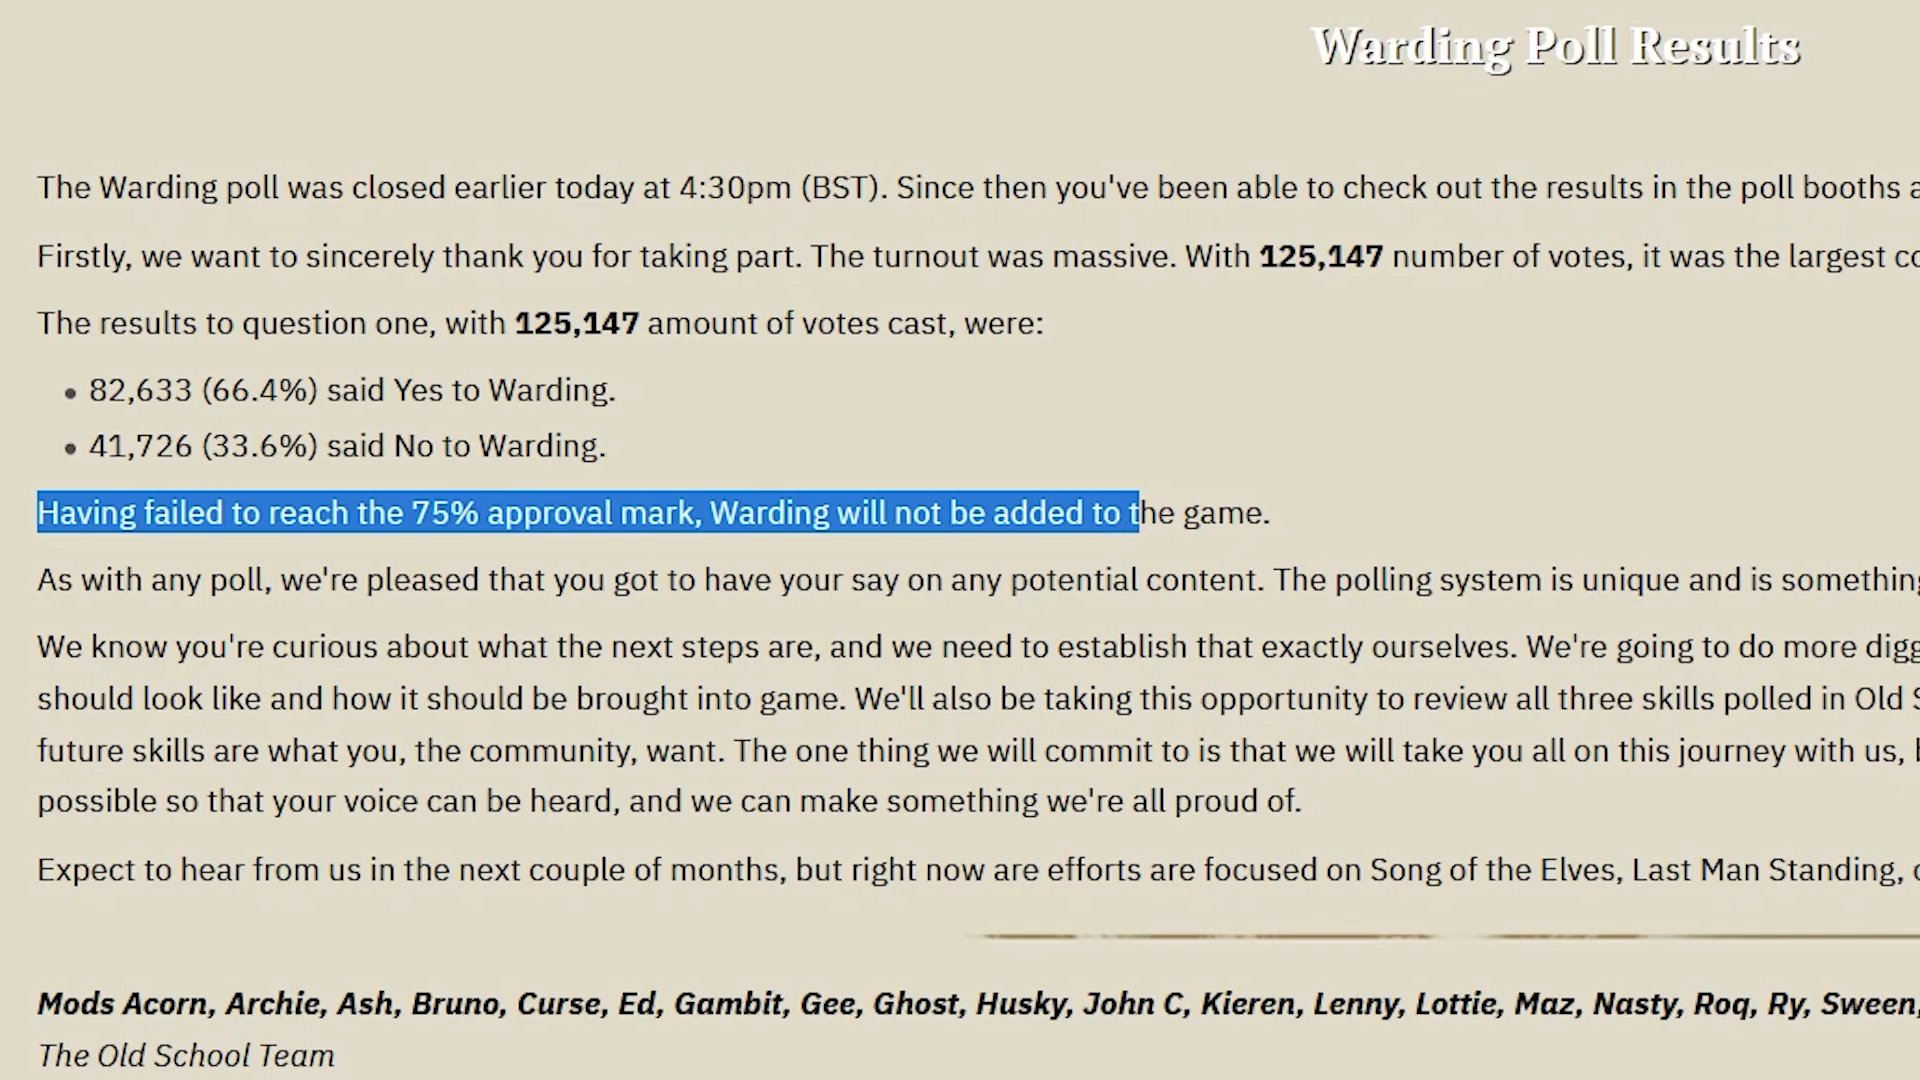 Warding Poll Results
The Warding poll was closed earlier today at 4:30pm (BST). Since then you've been able to check out the results in the poll booths
Firstly, we want to sincerely thank you for taking part. The turnout was massive. With 125,147 number of votes, it was the largest
The results to question one, with 125,147 amount of votes cast, were:
• 82,633 (66.4%) said Yes to Warding.
• 41,726 (33.6%) said No to Warding.
Having failed to reach the 75% approval mark, Warding will not be added to the game.
As with any poll, we're pleased that you got to have your say on any potential content. The polling system is unique and is something
We know you're curious about what the next steps are, and we need to establish that exactly ourselves. We're going to do more
should look like and how it should be brought into game. We'll also be taking this opportunity to review all three skills polled in Old
future skills are what you, the community, want. The one thing we will commit to is that we will take you all on this journey with us,
possible so that your voice can be heard, and we can make something we're all proud of.
Expect to hear from us in the next couple of months, but right now are efforts are focused on Song of the Elves, Last Man Standing,
Mods Acorn, Archie, Ash, Bruno, Curse, Ed, Gambit, Gee, Ghost, Husky, John C, Kieren, Lenny, Lottie, Maz, Nasty, Roq, Ry, Sween,
The Old School Team